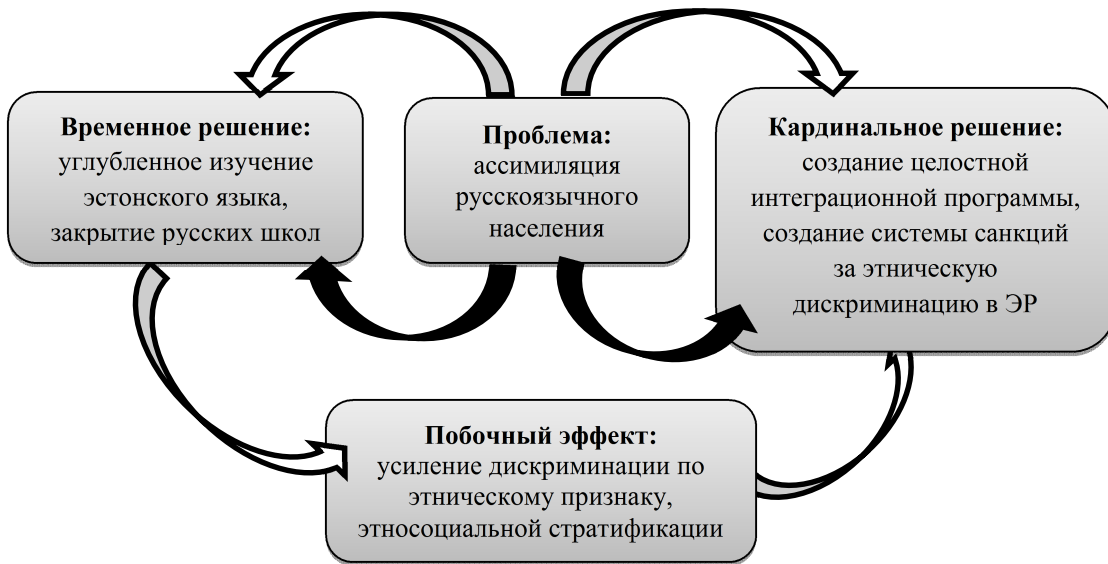 Временное решение:
углубленное изучение
эстонского языка,
закрытие русских школ
Проблема:
ассимиляция
русскоязычного
населения
Кардинальное решение:
создание целостной
интеграционной программы,
создание системы санкций
за этническую
дискриминацию в ЭР
Побочный эффект:
усиление дискриминации по
этническому признаку,
этносоциальной стратификации